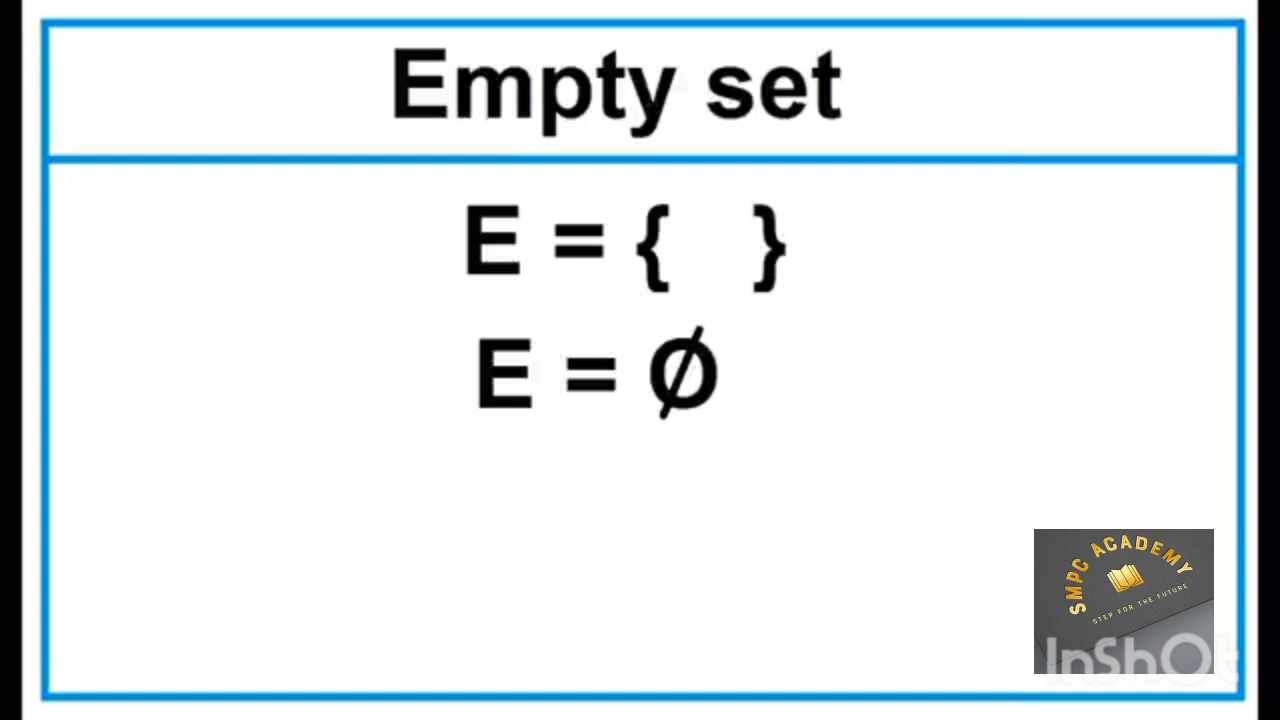 Empty set
E = { }
E = Ø
SMPC ACADEMY
STEP FOR THE FUTURE
InShOt